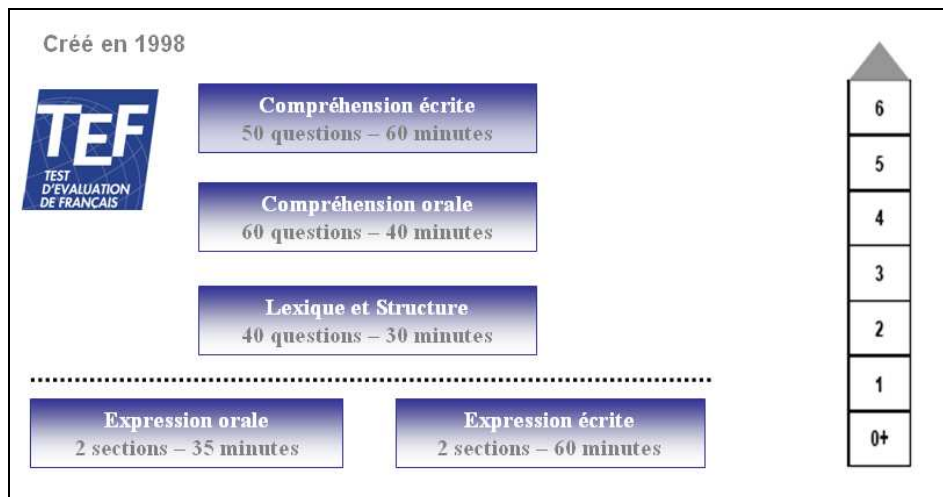 Créé en 1998
TEF
TEST
D'EVALUATION
DE FRANÇAIS
Compréhension écrite
50 questions – 60 minutes
Compréhension orale
60 questions – 40 minutes
Lexique et Structure
40 questions – 30 minutes
Expression orale
2 sections – 35 minutes
Expression écrite
2 sections – 60 minutes
6
5
4
3
2
1
0+